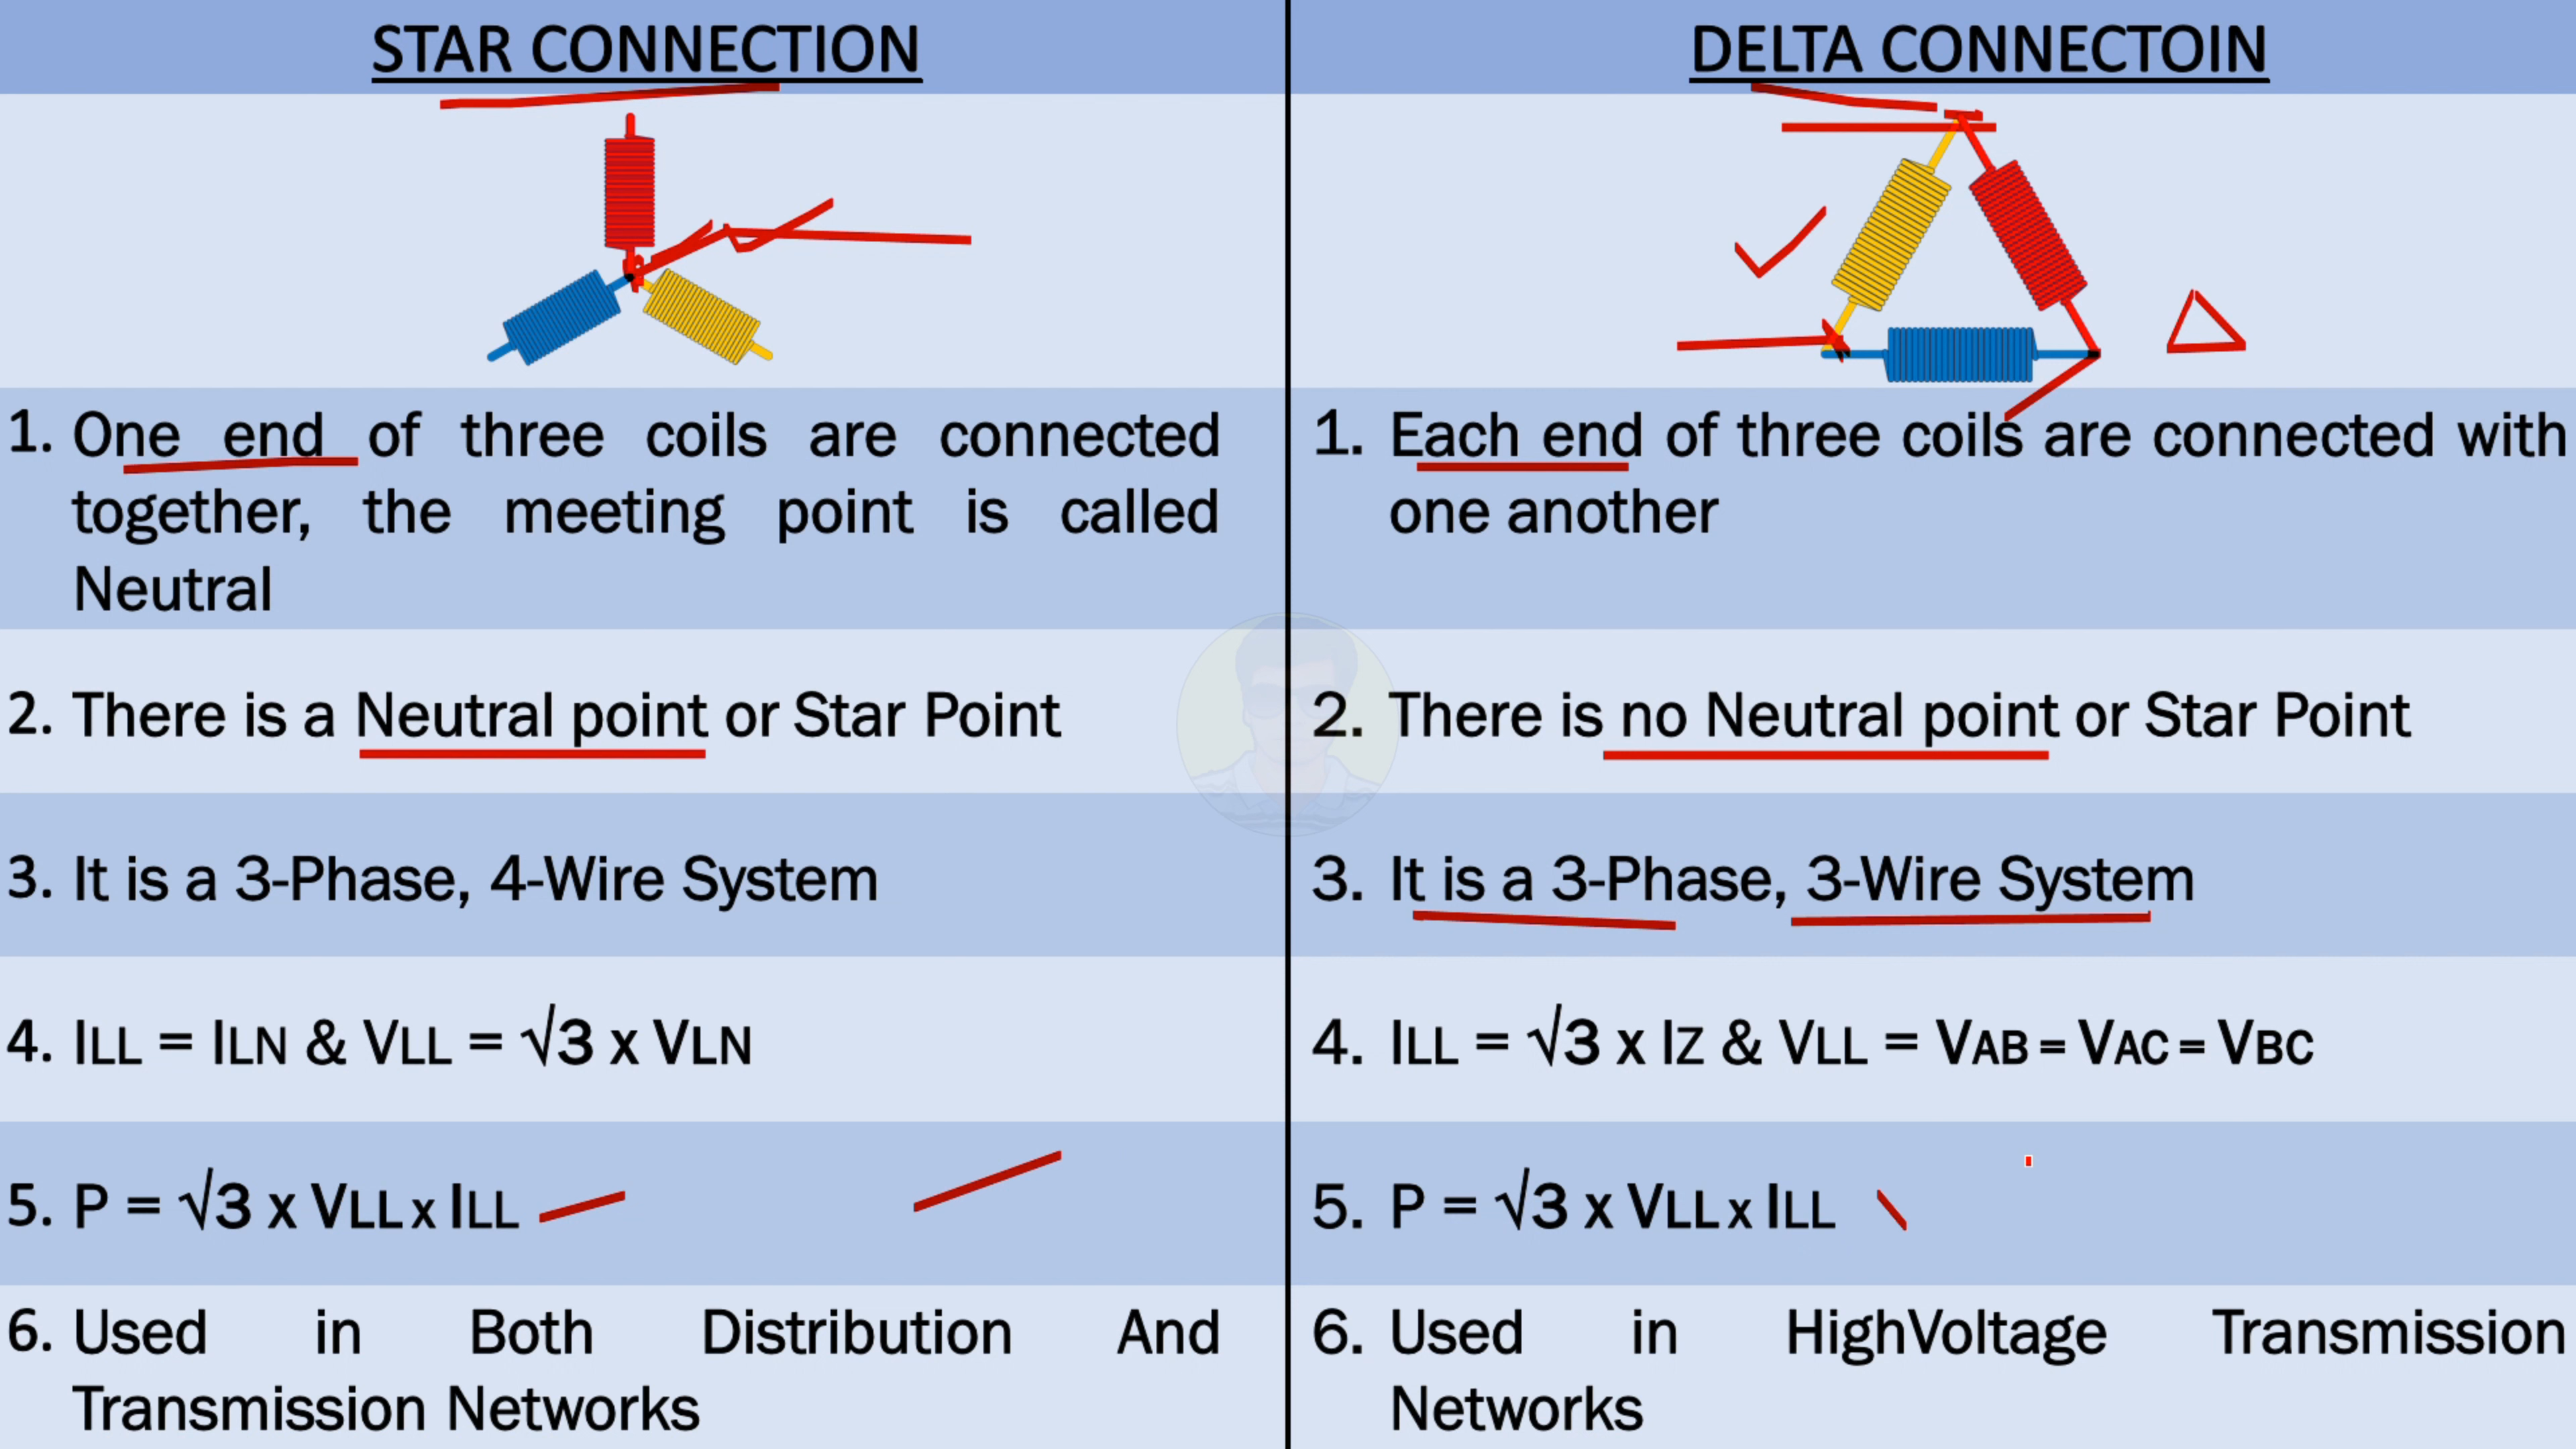 STAR CONNECTION
DELTA CONNECTOIN
1. One end of three coils are connected
together, the meeting point is called
Neutral
1. Each end of three coils are connected with
one another
2. There is a Neutral point or Star Point
2. There is no Neutral point or Star Point
3. It is a 3-Phase, 4-Wire System
3. It is a 3-Phase, 3-Wire System
4. ILL = ILN & VLL = √3 x VLN
4. ILL = √3 x IZ & VLL = VAB = VAC = VBC
5. P = √3 x VLL x ILL
5. P = √3 x VLL x ILL
6. Used in Both Distribution And
Transmission Networks
6. Used in HighVoltage Transmission
Networks